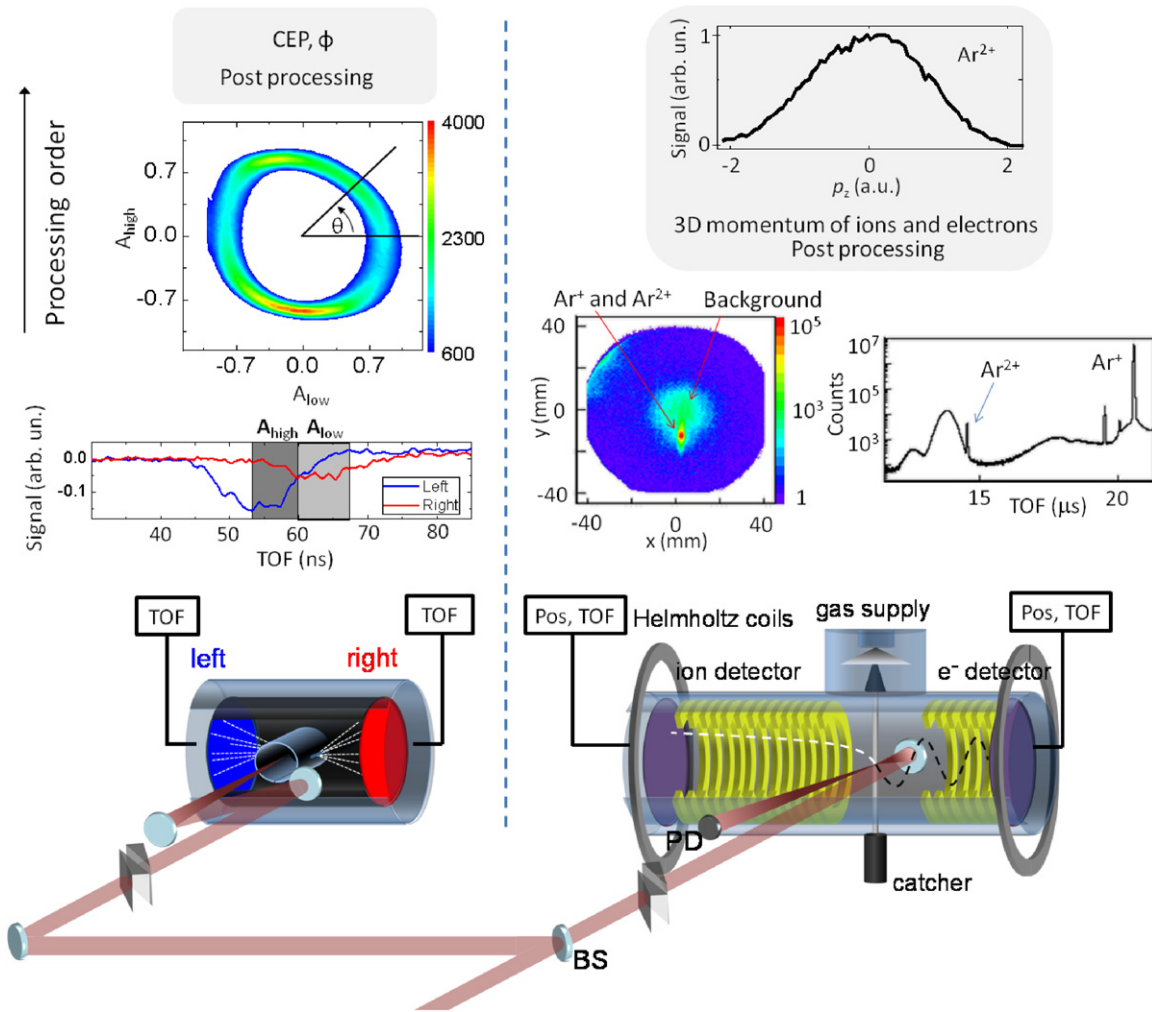 CEP, ϕ
Post processing
Processing order
4000
2300
600
A_high
0.7
0.0
-0.7
θ
-0.7
0.0
0.7
A_low
Signal (arb. un.)
0.0
-0.1
A_high
A_low
Left
Right
40
50
60
70
80
TOF (ns)
Signal (arb. un.)
1
0
Ar²⁺
-2
0
2
p_z (a.u.)
3D momentum of ions and electrons
Post processing
Ar⁺ and Ar²⁺
Background
y (mm)
40
0
-40
-40
0
40
x (mm)
10⁵
10³
1
Counts
10⁷
10⁵
10³
Ar²⁺
Ar⁺
15
20
TOF (μs)
TOF
TOF
left
right
Pos, TOF
Helmholtz coils
gas supply
Pos, TOF
ion detector
e⁻ detector
PD
catcher
BS